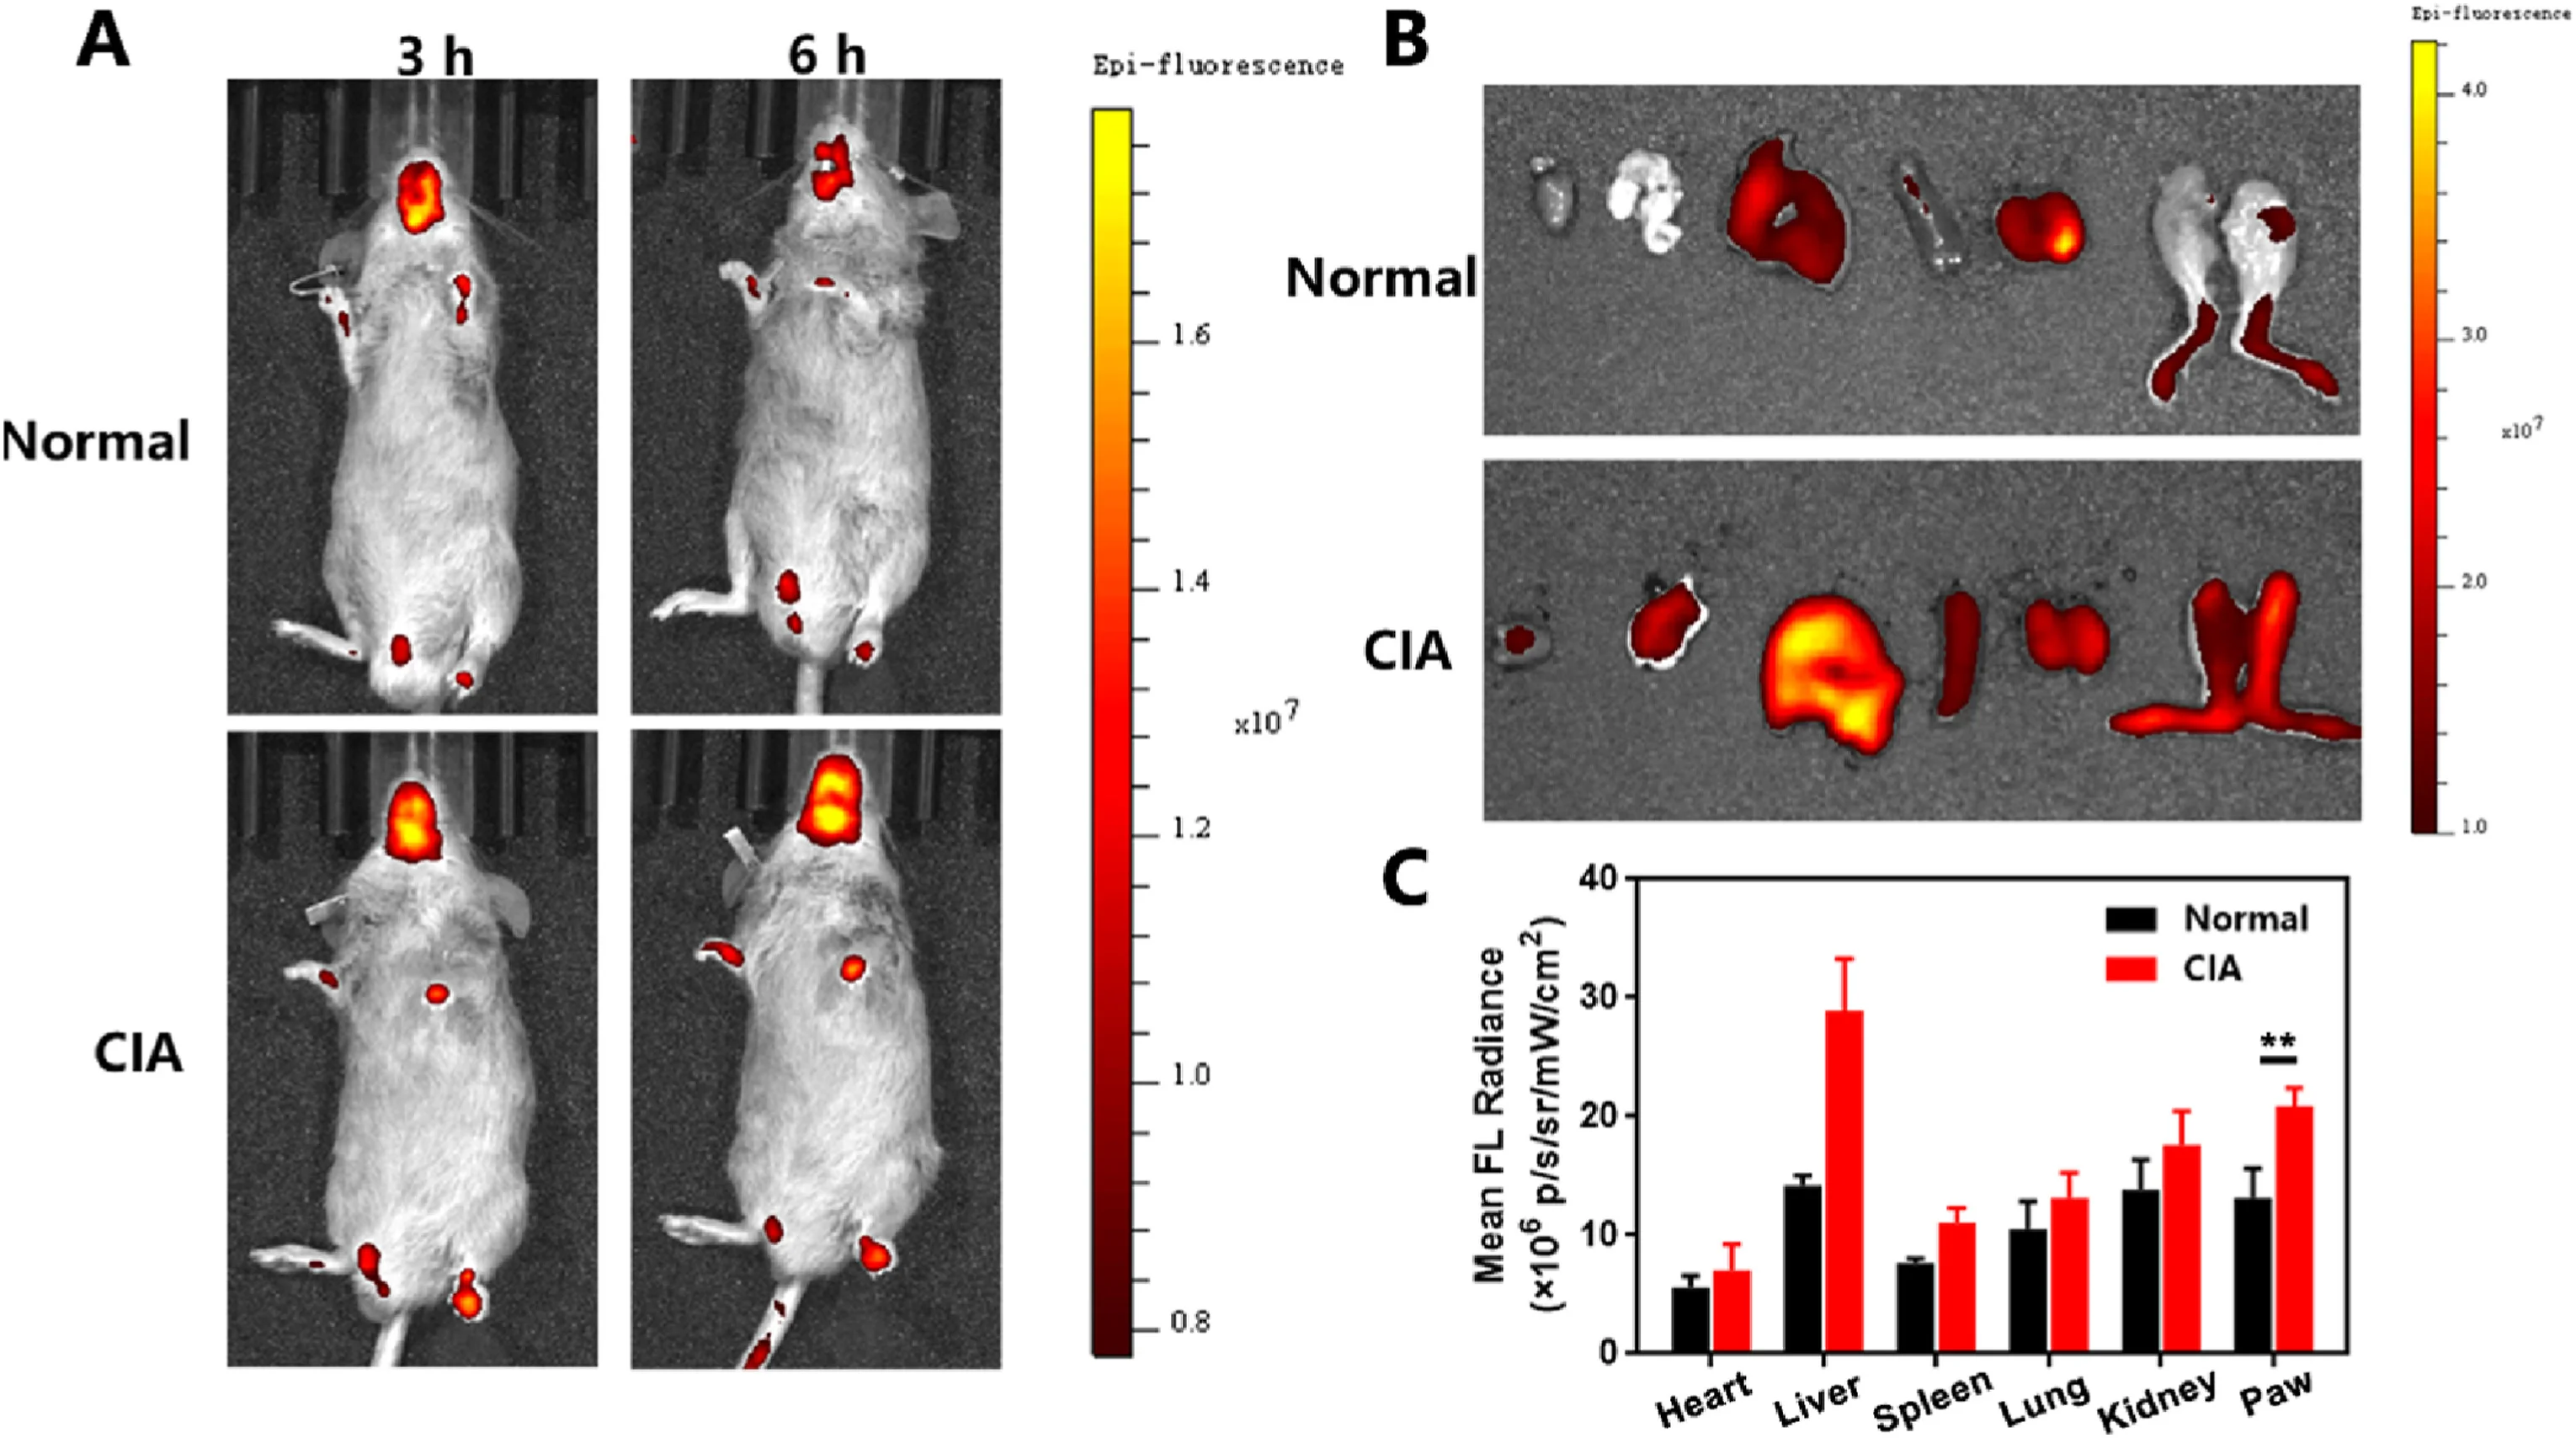 A
3 h
6 h
Epi-fluorescence
Normal
CIA
1.6
1.4
x10⁷
1.2
1.0
0.8
B
Epi-fluorescence
Normal
CIA
4.0
3.0
x10⁷
2.0
1.0
C
Mean FL Radiance
(×10⁶ p/s/sr/mW/cm²)
40
30
20
10
0
Normal
CIA
**
Heart
Liver
Spleen
Lung
Kidney
Paw